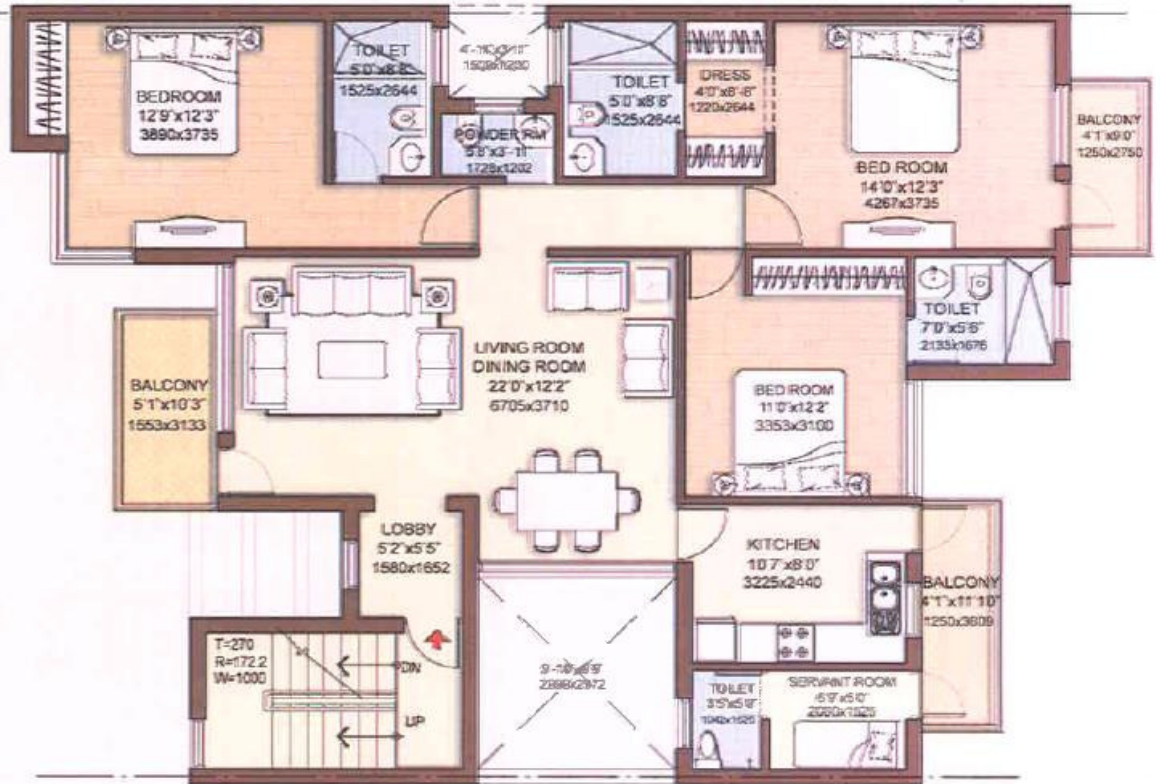 BEDROOM
12'9"x12'3"
3890x3735
TOILET
5'0"x8'8"
1525x2644
POWDER RM
TOILET
5'0"x8'8"
1525x2644
DRESS
4'0"x8'-8"
1220x2644
BED ROOM
14'0"x12'3"
4267x3735
BALCONY
4'1"x9'0"
1250x2750
BALCONY
5'1"x10'3"
1553x3133
LIVING ROOM
DINING ROOM
22'0"x12'2"
6705x3710
BEDROOM
11'0"x12'2"
3353x3100
TOILET
7'0"x5'6"
2133x1676
LOBBY
5'2"x5'5"
1580x1652
KITCHEN
10'7"x8'0"
3225x2440
BALCONY
4'1"x11'10"
1250x3609
T=270
R=172.2
W=1000
DN
UP
TOILET
SERVANT ROOM